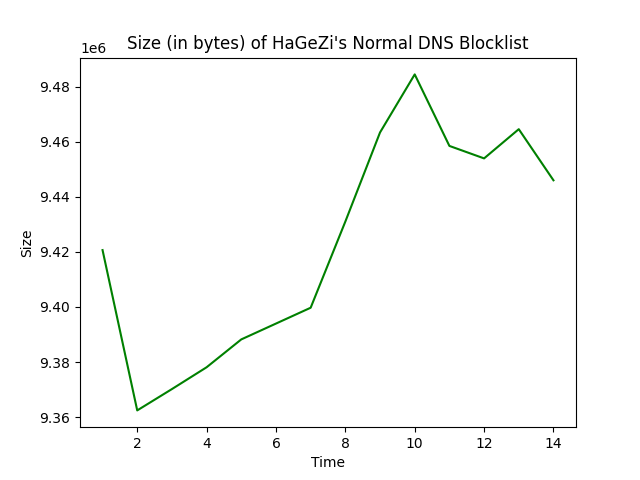 Size (in bytes) of HaGeZi's Normal DNS Blocklist
1e6
9.48
9.46
9.44
9.42
9.40
9.38
9.36
Size
2 4 6 8 10 12 14
Time